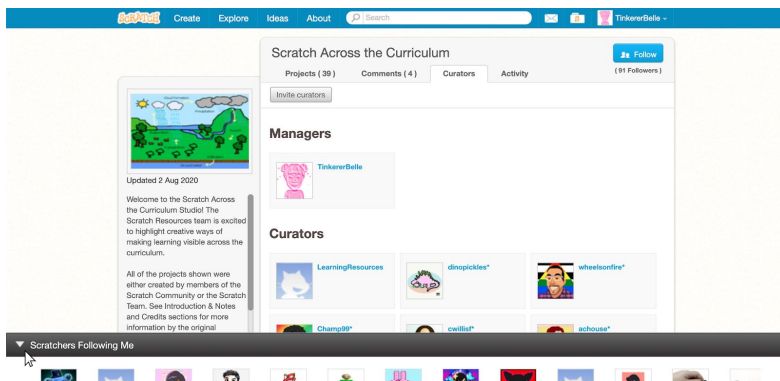 SCRATCH Create Explore Ideas About Search TinkererBelle
Scratch Across the Curriculum
Follow
( 91 Followers )
Projects ( 39 ) Comments ( 4 ) Curators Activity
Invite curators
Managers
TinkererBelle
Updated 2 Aug 2020
Welcome to the Scratch Across
the Curriculum Studio! The
Scratch Resources team is excited
to highlight creative ways of
making learning visible across the
curriculum.
All of the projects shown were
either created by members of the
Scratch Community or the Scratch
Team. See Introduction & Notes
and Credits sections for more
information by the original
Curators
LearningResources dinopickles* wheelsonfire*
Champ99* cwillisf* achouse*
Scratchers Following Me